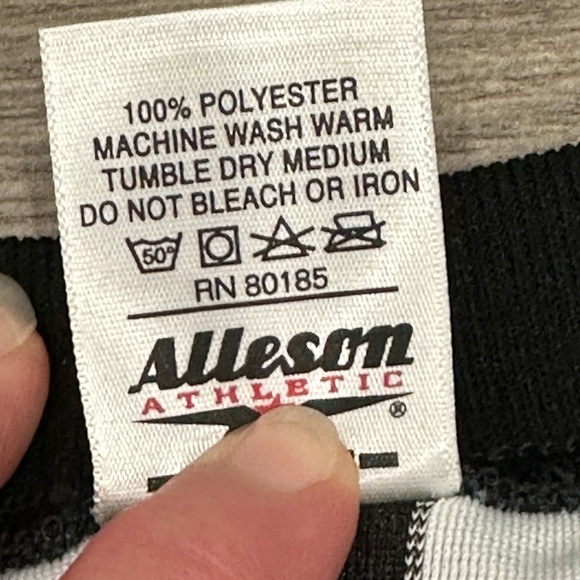 100% POLYESTER
MACHINE WASH WARM
TUMBLE DRY MEDIUM
DO NOT BLEACH OR IRON
50°
RN 80185
Alleson
ATHLETIC
®